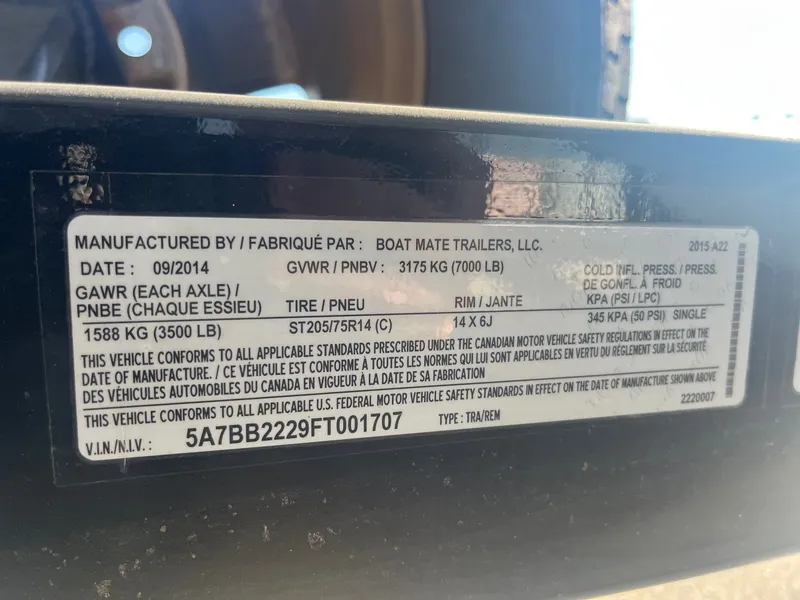 MANUFACTURED BY / FABRIQUÉ PAR : BOAT MATE TRAILERS, LLC. 2015 A22
DATE : 09/2014 GVWR / PNBV : 3175 KG (7000 LB) COLD INFL. PRESS. / PRESS.
GAWR (EACH AXLE) / DE GONFL. À FROID
PNBE (CHAQUE ESSIEU) TIRE / PNEU RIM / JANTE KPA (PSI / LPC)
1588 KG (3500 LB) ST205/75R14 (C) 14 X 6J 345 KPA (50 PSI) SINGLE
THIS VEHICLE CONFORMS TO ALL APPLICABLE STANDARDS PRESCRIBED UNDER THE CANADIAN MOTOR VEHICLE SAFETY REGULATIONS IN EFFECT ON THE
DATE OF MANUFACTURE. / CE VÉHICULE EST CONFORME À TOUTES LES NORMES QUI LUI SONT APPLICABLES EN VERTU DU RÈGLEMENT SUR LA SÉCURITÉ
DES VÉHICULES AUTOMOBILES DU CANADA EN VIGUEUR À LA DATE DE SA FABRICATION
THIS VEHICLE CONFORMS TO ALL APPLICABLE U.S. FEDERAL MOTOR VEHICLE SAFETY STANDARDS IN EFFECT ON THE DATE OF MANUFACTURE SHOWN ABOVE
2220007
V.I.N./N.I.V. : 5A7BB2229FT001707 TYPE : TRA/REM